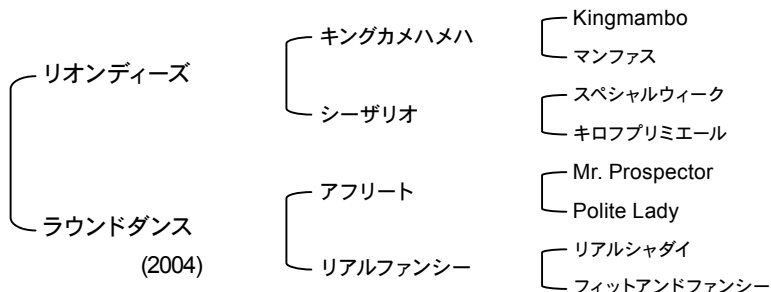 リオンディーズ
ラウンドダンス
(2004)
キングカメハメハ
シーザリオ
アフリート
リアルファンシー
Kingmambo
マンファス
スペシャルウィーク
キロフプリミエール
Mr. Prospector
Polite Lady
リアルシャダイ
フィットアンドファンシー